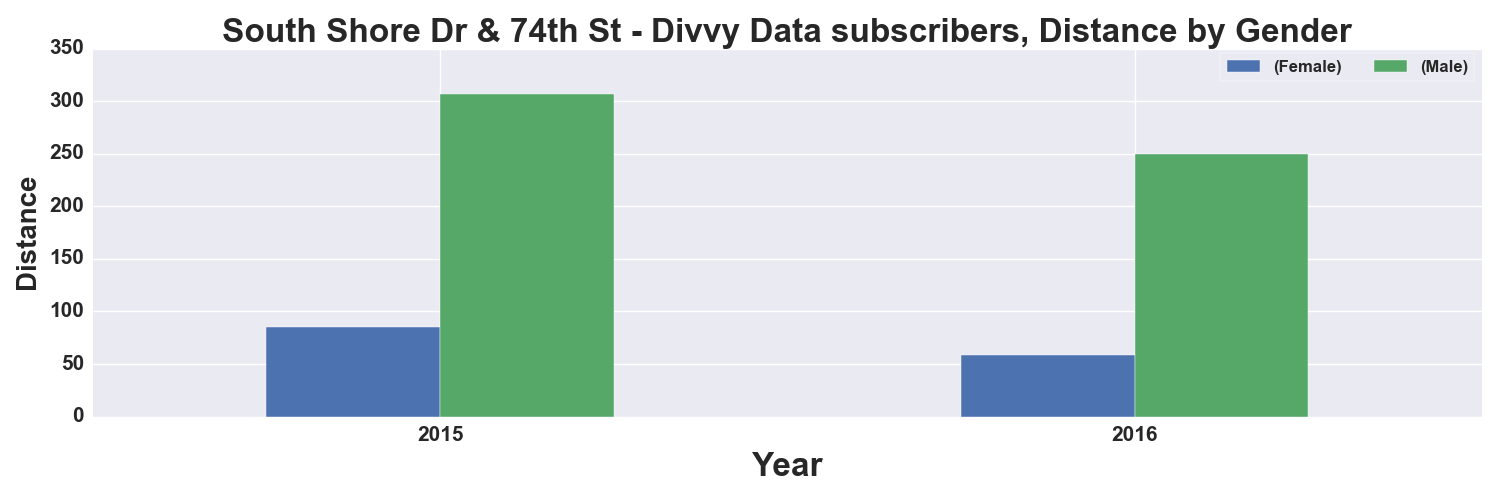 South Shore Dr & 74th St - Divvy Data subscribers, Distance by Gender
(Female) (Male)
350
300
250
200
150
100
50
0
Distance
2015 2016
Year